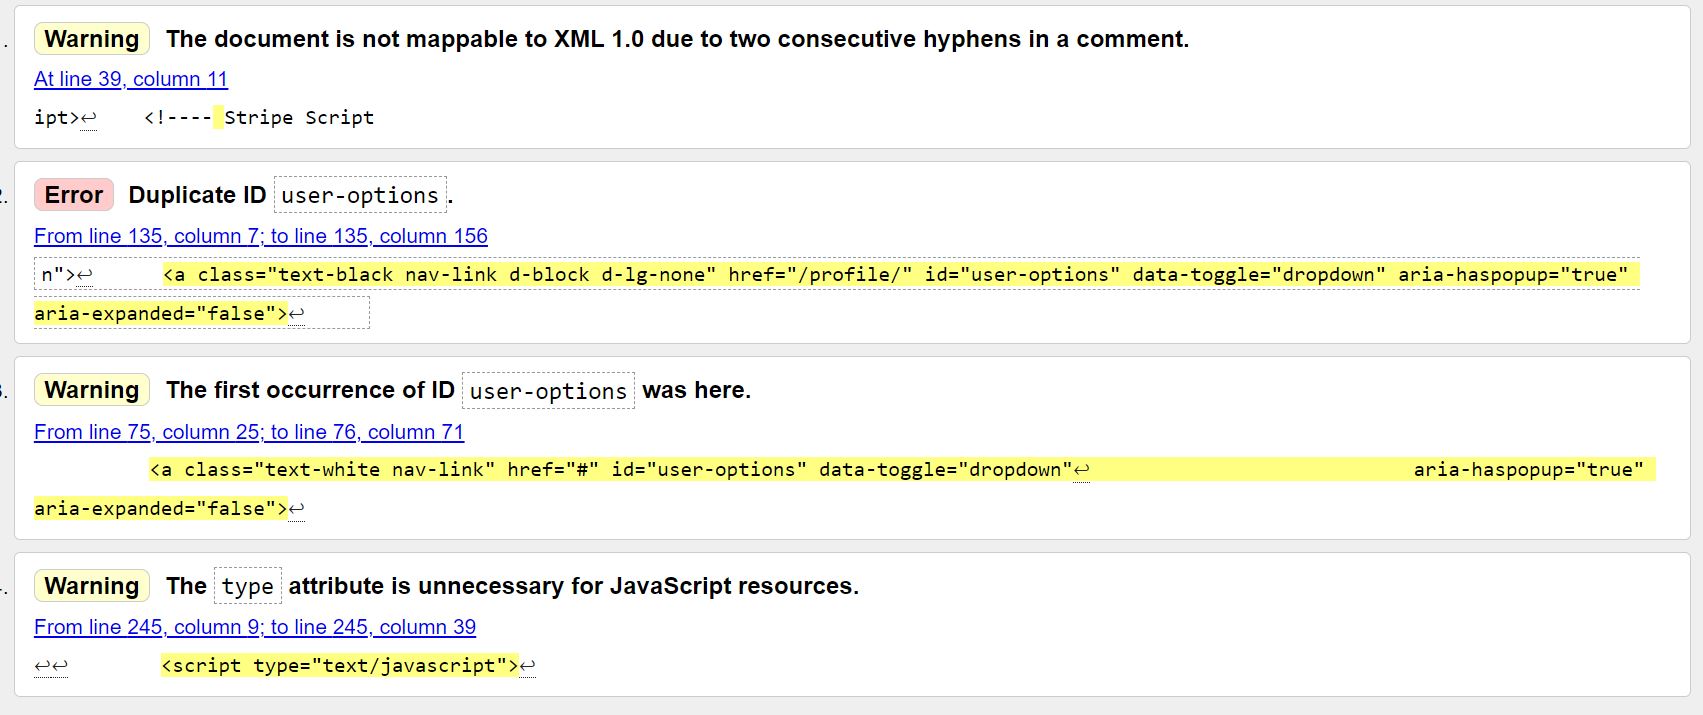 . Warning The document is not mappable to XML 1.0 due to two consecutive hyphens in a comment.
At line 39, column 11
ipt>↩ <!---- Stripe Script
. Error Duplicate ID user-options.
From line 135, column 7; to line 135, column 156
n">↩ <a class="text-black nav-link d-block d-lg-none" href="/profile/" id="user-options" data-toggle="dropdown" aria-haspopup="true"
aria-expanded="false">↩
. Warning The first occurrence of ID user-options was here.
From line 75, column 25; to line 76, column 71
<a class="text-white nav-link" href="#" id="user-options" data-toggle="dropdown"↩ aria-haspopup="true"
aria-expanded="false">↩
. Warning The type attribute is unnecessary for JavaScript resources.
From line 245, column 9; to line 245, column 39
↩↩ <script type="text/javascript">↩